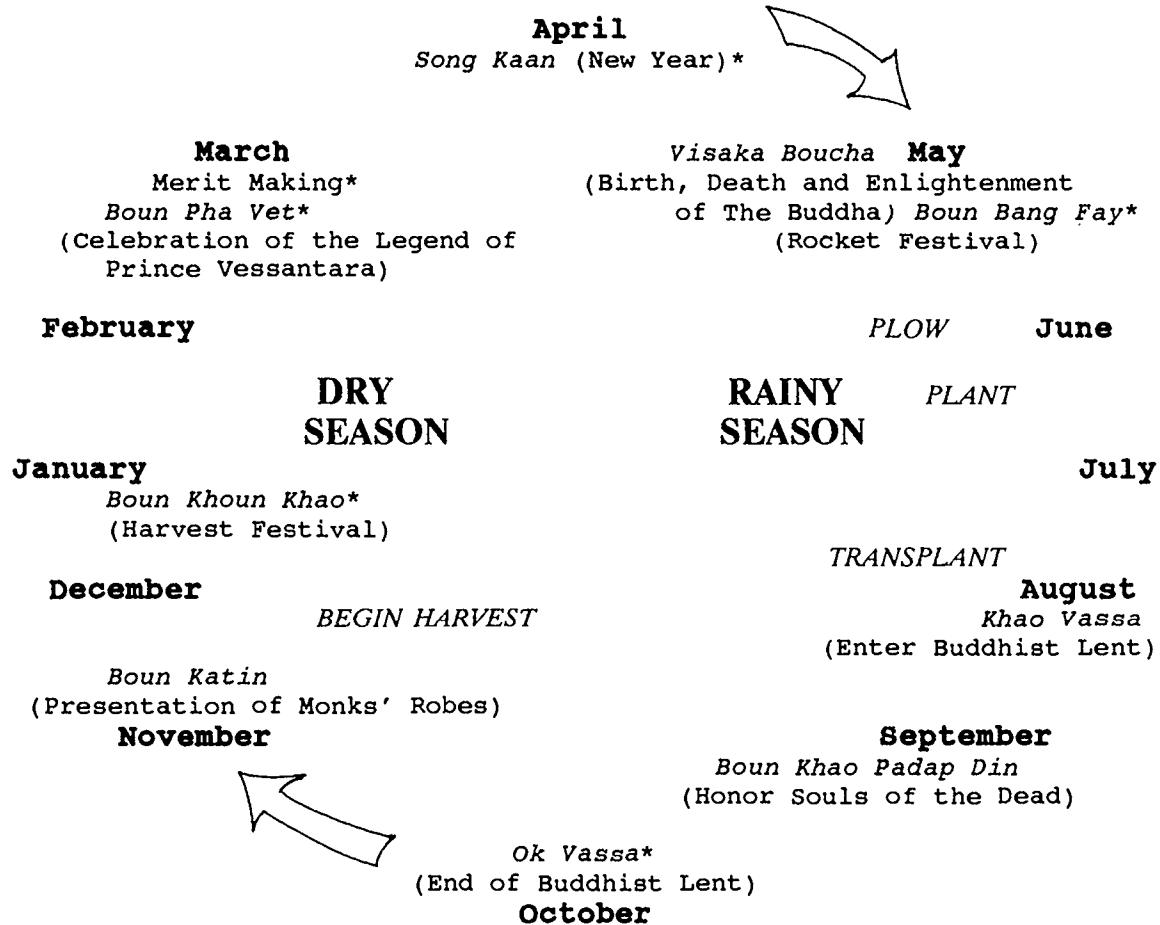 April
Song Kaan (New Year)*
March
Merit Making*
Boun Pha Vet*
(Celebration of the Legend of
Prince Vessantara)
Visaka Boucha May
(Birth, Death and Enlightenment
of The Buddha) Boun Bang Fay*
(Rocket Festival)
February
PLOW June
DRY
SEASON
RAINY
SEASON
PLANT
January
Boun Khoun Khao*
(Harvest Festival)
July
TRANSPLANT
December
BEGIN HARVEST
August
Khao Vassa
(Enter Buddhist Lent)
Boun Katin
(Presentation of Monks' Robes)
November
September
Boun Khao Padap Din
(Honor Souls of the Dead)
Ok Vassa*
(End of Buddhist Lent)
October